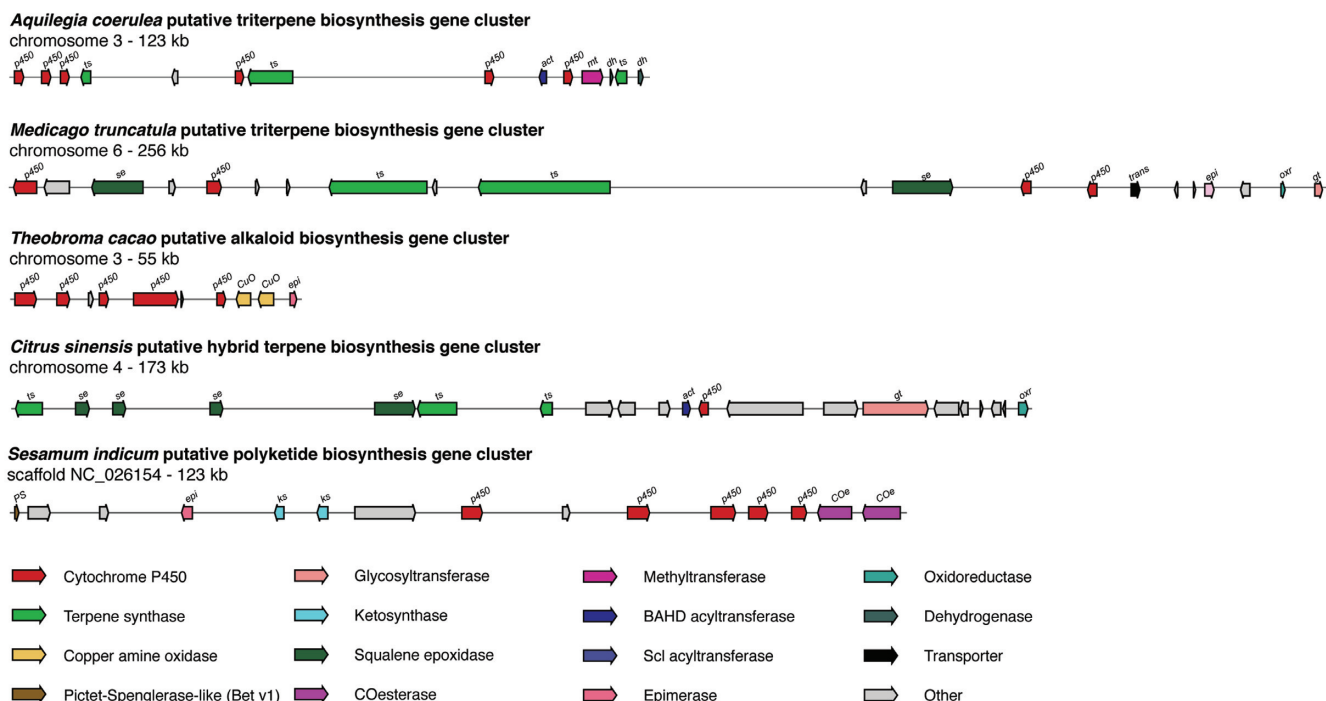 Aquilegia coerulea putative triterpene biosynthesis gene cluster
chromosome 3 - 123 kb
p450 p450 p450 ts p450 ts p450 act p450 mt dh ts dh
Medicago truncatula putative triterpene biosynthesis gene cluster
chromosome 6 - 256 kb
p450 se p450 ts ts se p450 p450 trans epi oxr gt
Theobroma cacao putative alkaloid biosynthesis gene cluster
chromosome 3 - 55 kb
p450 p450 p450 p450 p450 CuO CuO epi
Citrus sinensis putative hybrid terpene biosynthesis gene cluster
chromosome 4 - 173 kb
ts se se se se ts ts act p450 gt oxr
Sesamum indicum putative polyketide biosynthesis gene cluster
scaffold NC_026154 - 123 kb
PS epi ks ks p450 p450 p450 p450 p450 COe COe
Cytochrome P450 Glycosyltransferase Methyltransferase Oxidoreductase
Terpene synthase Ketosynthase BAHD acyltransferase Dehydrogenase
Copper amine oxidase Squalene epoxidase Scl acyltransferase Transporter
Pictet-Spenglerase-like (Bet v1) COesterase Epimerase Other